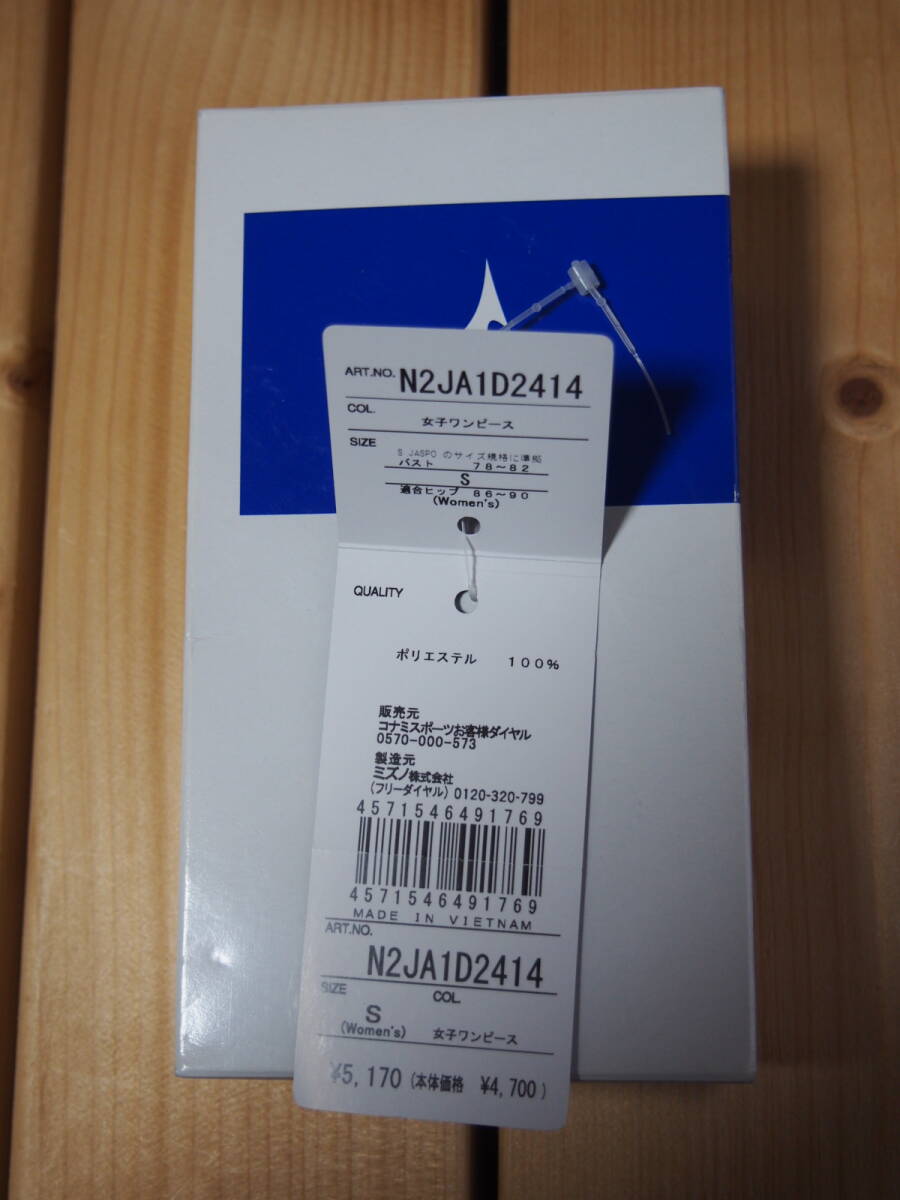 ART.NO. N2JA1D2414
COL.
女子ワンピース
SIZE
S JASPO のサイズ規格に準拠
バスト 78〜82
S
適合ヒップ 86〜90
(Women's)
QUALITY
ポリエステル 100%
販売元
コナミスポーツお客様ダイヤル
0570-000-573
製造元
ミズノ株式会社
(フリーダイヤル) 0120-320-799
4571546491769
4571546491769
MADE IN VIETNAM
ART.NO.
N2JA1D2414
SIZE COL.
S
(Women's) 女子ワンピース
¥5,170 (本体価格 ¥4,700)